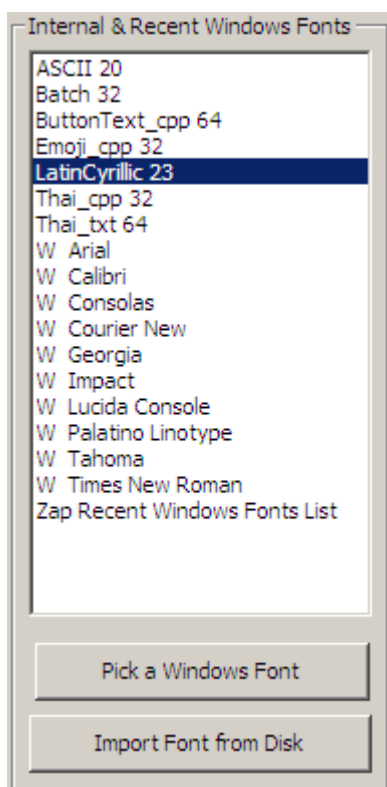 Internal & Recent Windows Fonts
ASCII 20
Batch 32
ButtonText_cpp 64
Emoji_cpp 32
LatinCyrillic 23
Thai_cpp 32
Thai_txt 64
W Arial
W Calibri
W Consolas
W Courier New
W Georgia
W Impact
W Lucida Console
W Palatino Linotype
W Tahoma
W Times New Roman
Zap Recent Windows Fonts List
Pick a Windows Font
Import Font from Disk